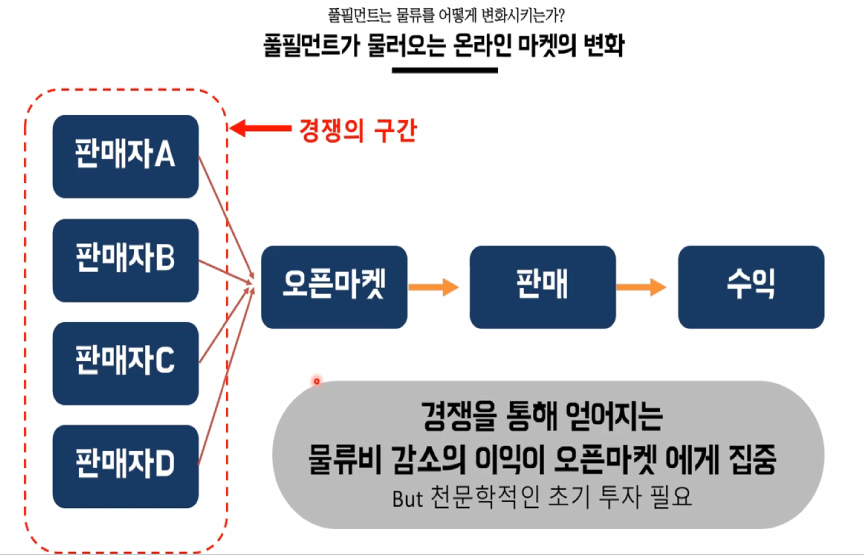 풀필먼트는 물류를 어떻게 변화시키는가?
풀필먼트가 물러오는 온라인 마켓의 변화
경쟁의 구간
판매자A
판매자B
판매자C
판매자D
오픈마켓
판매
수익
경쟁을 통해 얻어지는
물류비 감소의 이익이 오픈마켓 에게 집중
But 천문학적인 초기 투자 필요